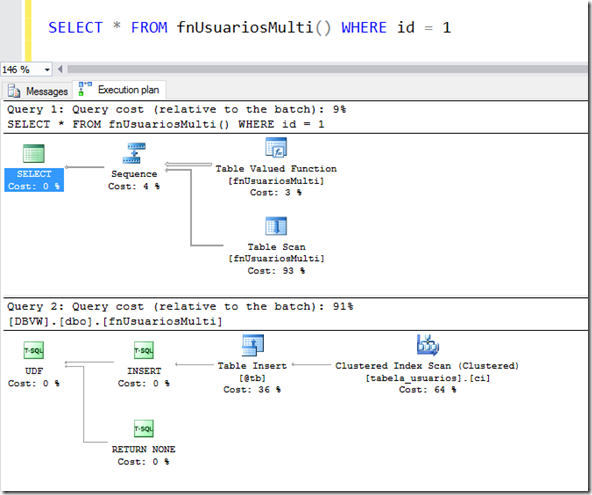 SELECT * FROM fnUsuariosMulti() WHERE id = 1
146 %
Messages
Execution plan
Query 1: Query cost (relative to the batch): 9%
SELECT * FROM fnUsuariosMulti() WHERE id = 1
SELECT
Cost: 0 %
Sequence
Cost: 4 %
Table Valued Function
[fnUsuariosMulti]
Cost: 3 %
Table Scan
[fnUsuariosMulti]
Cost: 93 %
Query 2: Query cost (relative to the batch): 91%
[DBVW].[dbo].[fnUsuariosMulti]
T-SQL
UDF
Cost: 0 %
T-SQL
INSERT
Cost: 0 %
Table Insert
[@tb]
Cost: 36 %
Clustered Index Scan (Clustered)
[tabela_usuarios].[ci]
Cost: 64 %
T-SQL
RETURN NONE
Cost: 0 %